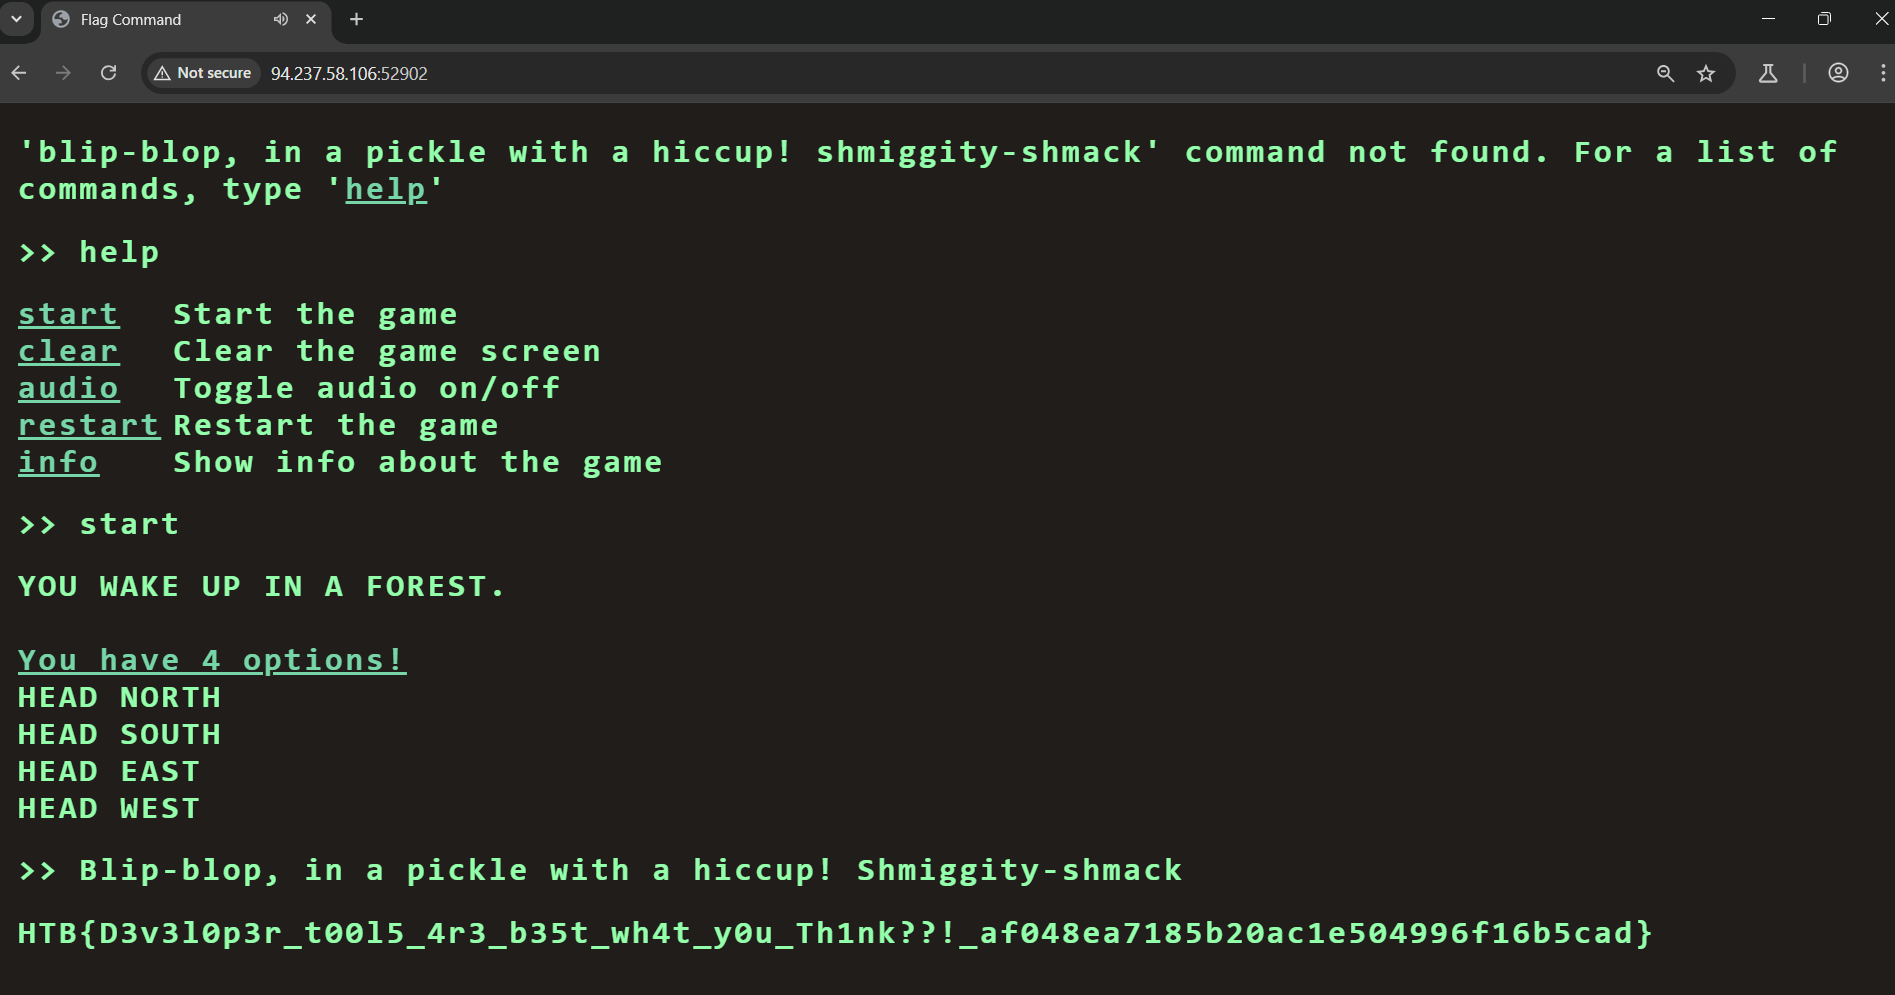 Flag Command
Not secure 94.237.58.106:52902
'blip-blop, in a pickle with a hiccup! shmiggity-shmack' command not found. For a list of
commands, type 'help'
>> help
start Start the game
clear Clear the game screen
audio Toggle audio on/off
restart Restart the game
info Show info about the game
>> start
YOU WAKE UP IN A FOREST.
You have 4 options!
HEAD NORTH
HEAD SOUTH
HEAD EAST
HEAD WEST
>> Blip-blop, in a pickle with a hiccup! Shmiggity-shmack
HTB{D3v3l0p3r_t00l5_4r3_b35t_wh4t_y0u_Th1nk??!_af048ea7185b20ac1e504996f16b5cad}